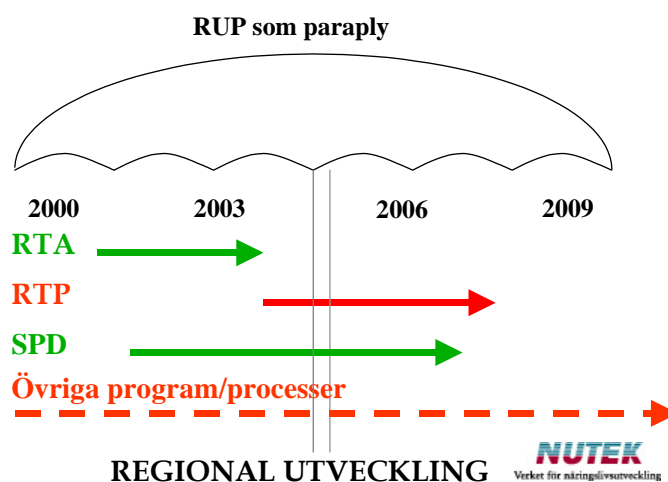 RUP som paraply
2000 2003 2006 2009
RTA
RTP
SPD
Övriga program/processer
REGIONAL UTVECKLING
NUTEK
Verket för näringslivsutveckling